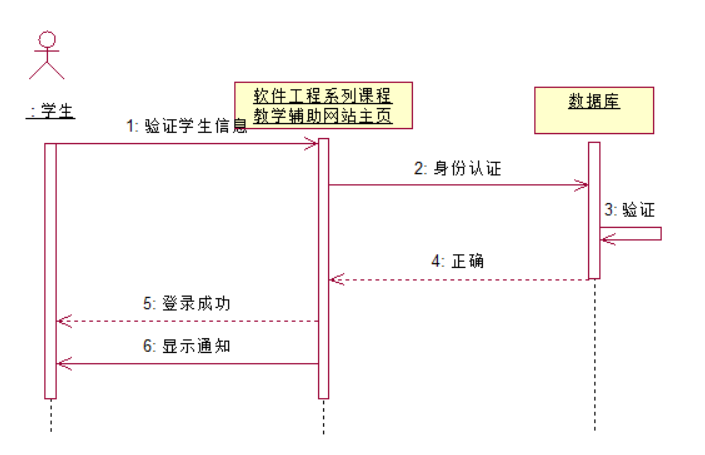 : 学生
软件工程系列课程
教学辅助网站主页
数据库
1: 验证学生信息
2: 身份认证
3: 验证
4: 正确
5: 登录成功
6: 显示通知